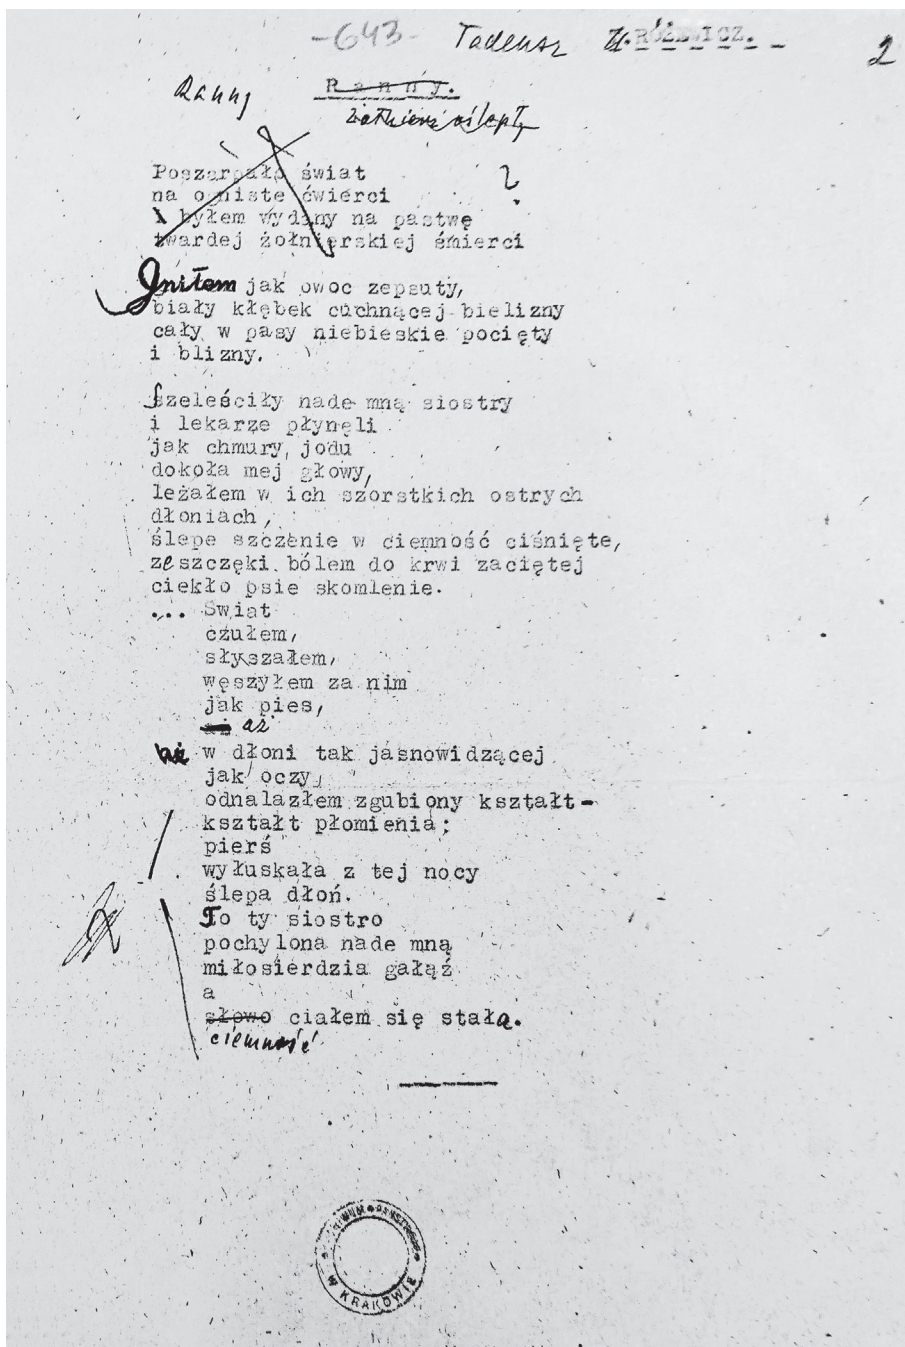 -643-
Tadeusz RÓŻEWICZ.
2
Ranny
Ranny.
żołnierz oślepły
Poszarpało świat
?
na ogniste ćwierci
I byłem wydany na pastwę
twardej żołnierskiej śmierci
Gniłem jak owoc zepsuty,
biały kłębek cuchnącej bielizny
cały w pasy niebieskie pocięty
i blizny.
Szeleściły nade mną siostry
i lekarze płynęli
jak chmury jodu
dokoła mej głowy,
leżałem w ich szorstkich ostrych
dłoniach,
ślepe szczenię w ciemność ciśnięte,
ze szczęki bólem do krwi zaciętej
ciekło psie skomlenie.
... Świat
czułem,
słyszałem,
węszyłem za nim
jak pies,
aż
w dłoni tak jasnowidzącej
jak oczy
odnalazłem zgubiony kształt-
kształt płomienia;
pierś
wyłuskała z tej nocy
ślepa dłoń.
To ty siostro
pochylona nade mną
miłosierdzia gałąź
a
słowo ciałem się stała.
ciemność
W KRAKOWIE